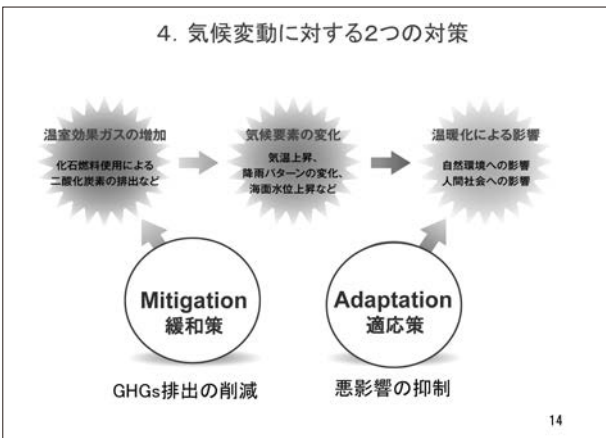 4．気候変動に対する2つの対策
温室効果ガスの増加
化石燃料使用による
二酸化炭素の排出など
気候要素の変化
気温上昇、
降雨パターンの変化、
海面水位上昇など
温暖化による影響
自然環境への影響
人間社会への影響
Mitigation
緩和策
Adaptation
適応策
GHGs排出の削減
悪影響の抑制
14